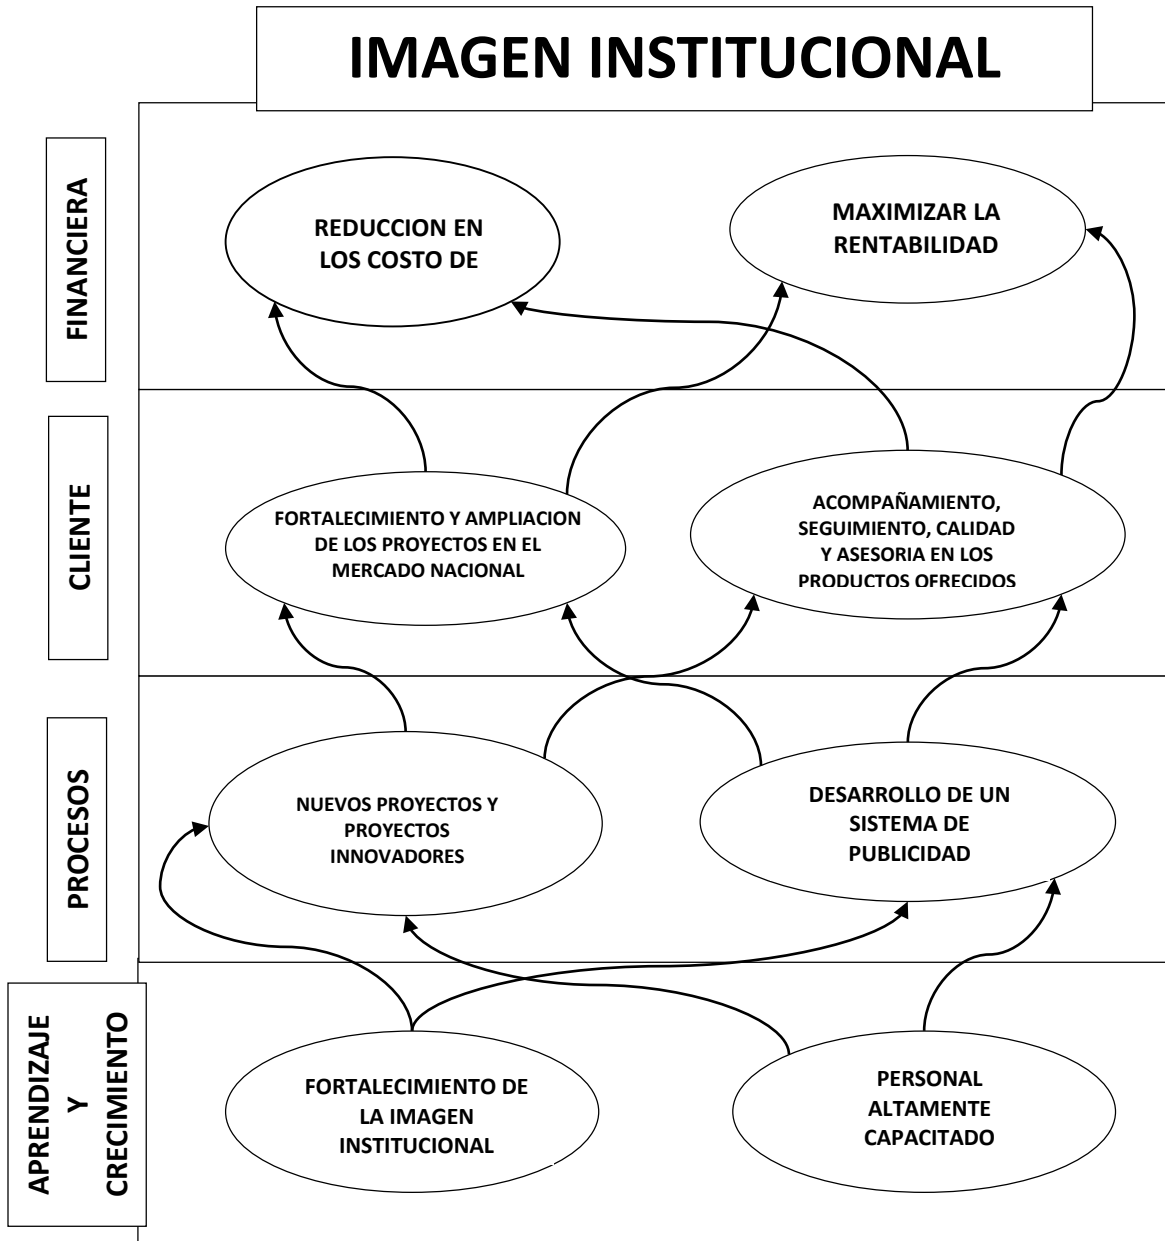 IMAGEN INSTITUCIONAL
FINANCIERA
REDUCCION EN
LOS COSTO DE
MAXIMIZAR LA
RENTABILIDAD
CLIENTE
FORTALECIMIENTO Y AMPLIACION
DE LOS PROYECTOS EN EL
MERCADO NACIONAL
ACOMPAÑAMIENTO,
SEGUIMIENTO, CALIDAD
Y ASESORIA EN LOS
PRODUCTOS OFRECIDOS
PROCESOS
NUEVOS PROYECTOS Y
PROYECTOS
INNOVADORES
DESARROLLO DE UN
SISTEMA DE
PUBLICIDAD
APRENDIZAJE
Y
CRECIMIENTO
FORTALECIMIENTO DE
LA IMAGEN
INSTITUCIONAL
PERSONAL
ALTAMENTE
CAPACITADO